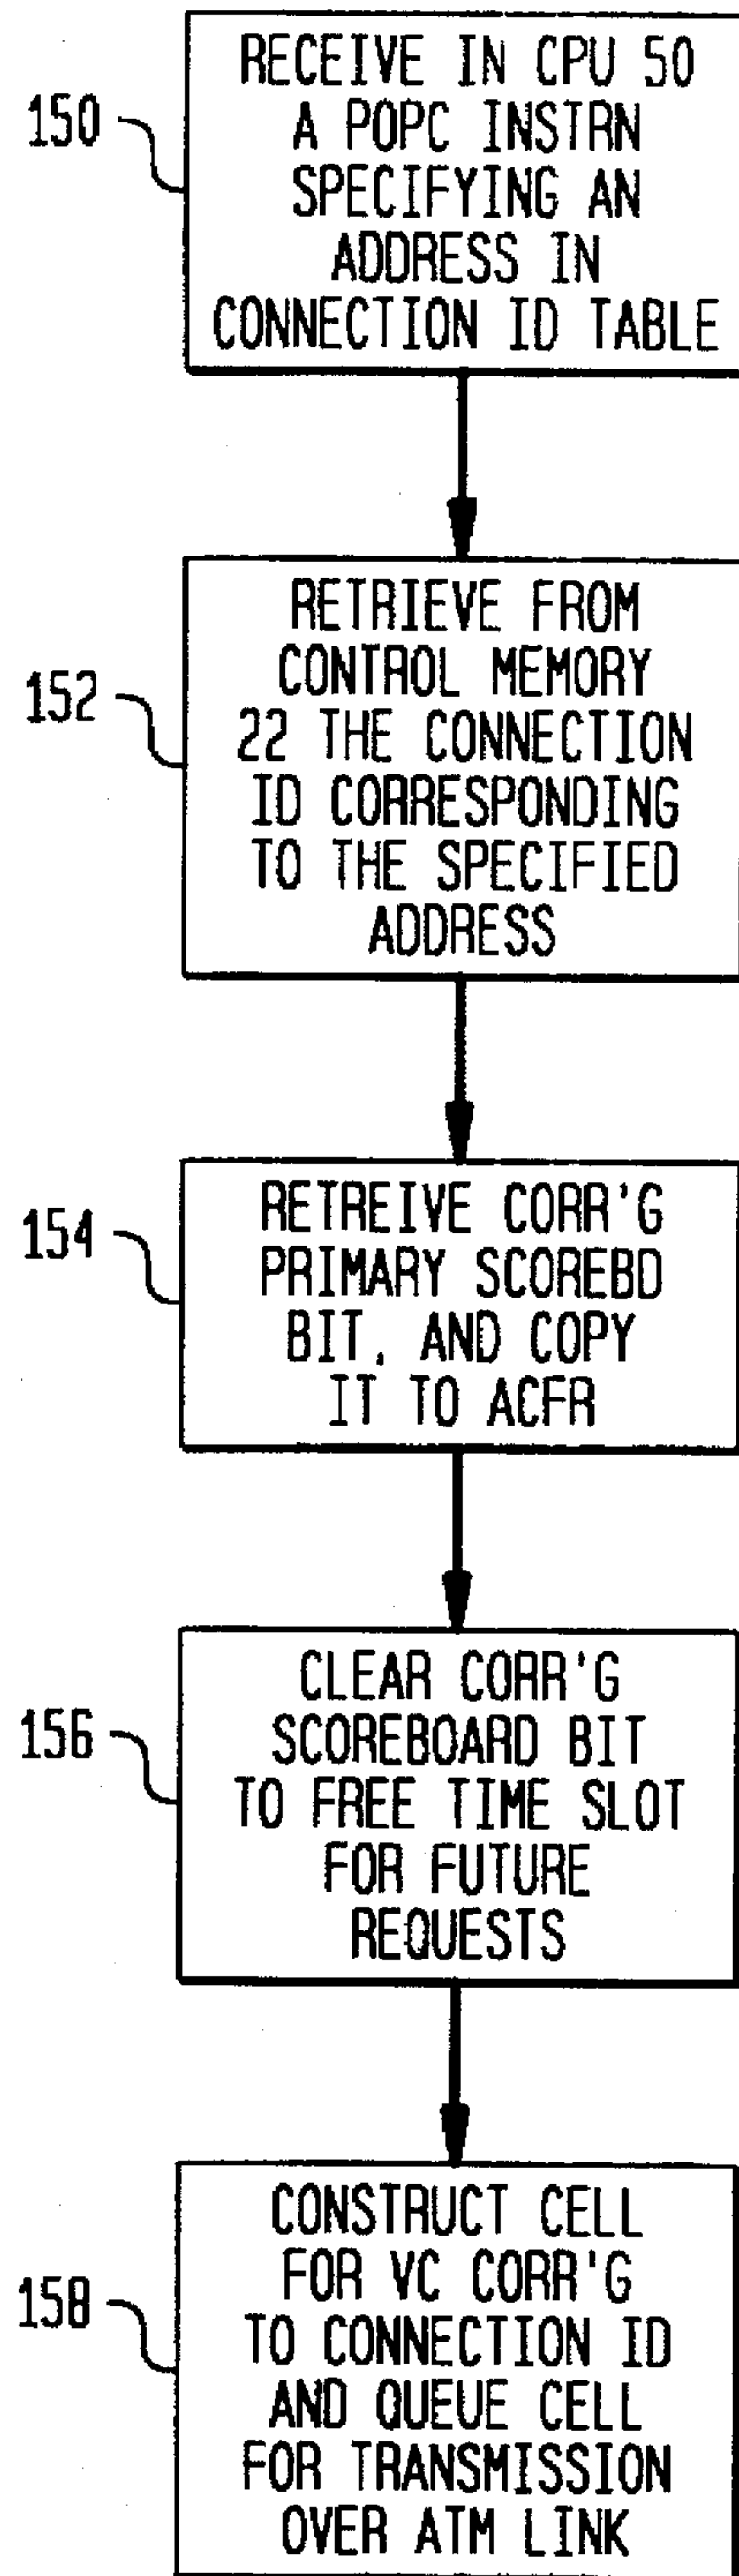 150
RECEIVE IN CPU 50
A POPC INSTRN
SPECIFYING AN
ADDRESS IN
CONNECTION ID TABLE
152
RETRIEVE FROM
CONTROL MEMORY
22 THE CONNECTION
ID CORRESPONDING
TO THE SPECIFIED
ADDRESS
154
RETREIVE CORR'G
PRIMARY SCOREBD
BIT, AND COPY
IT TO ACFR
156
CLEAR CORR'G
SCOREBOARD BIT
TO FREE TIME SLOT
FOR FUTURE
REQUESTS
158
CONSTRUCT CELL
FOR VC CORR'G
TO CONNECTION ID
AND QUEUE CELL
FOR TRANSMISSION
OVER ATM LINK